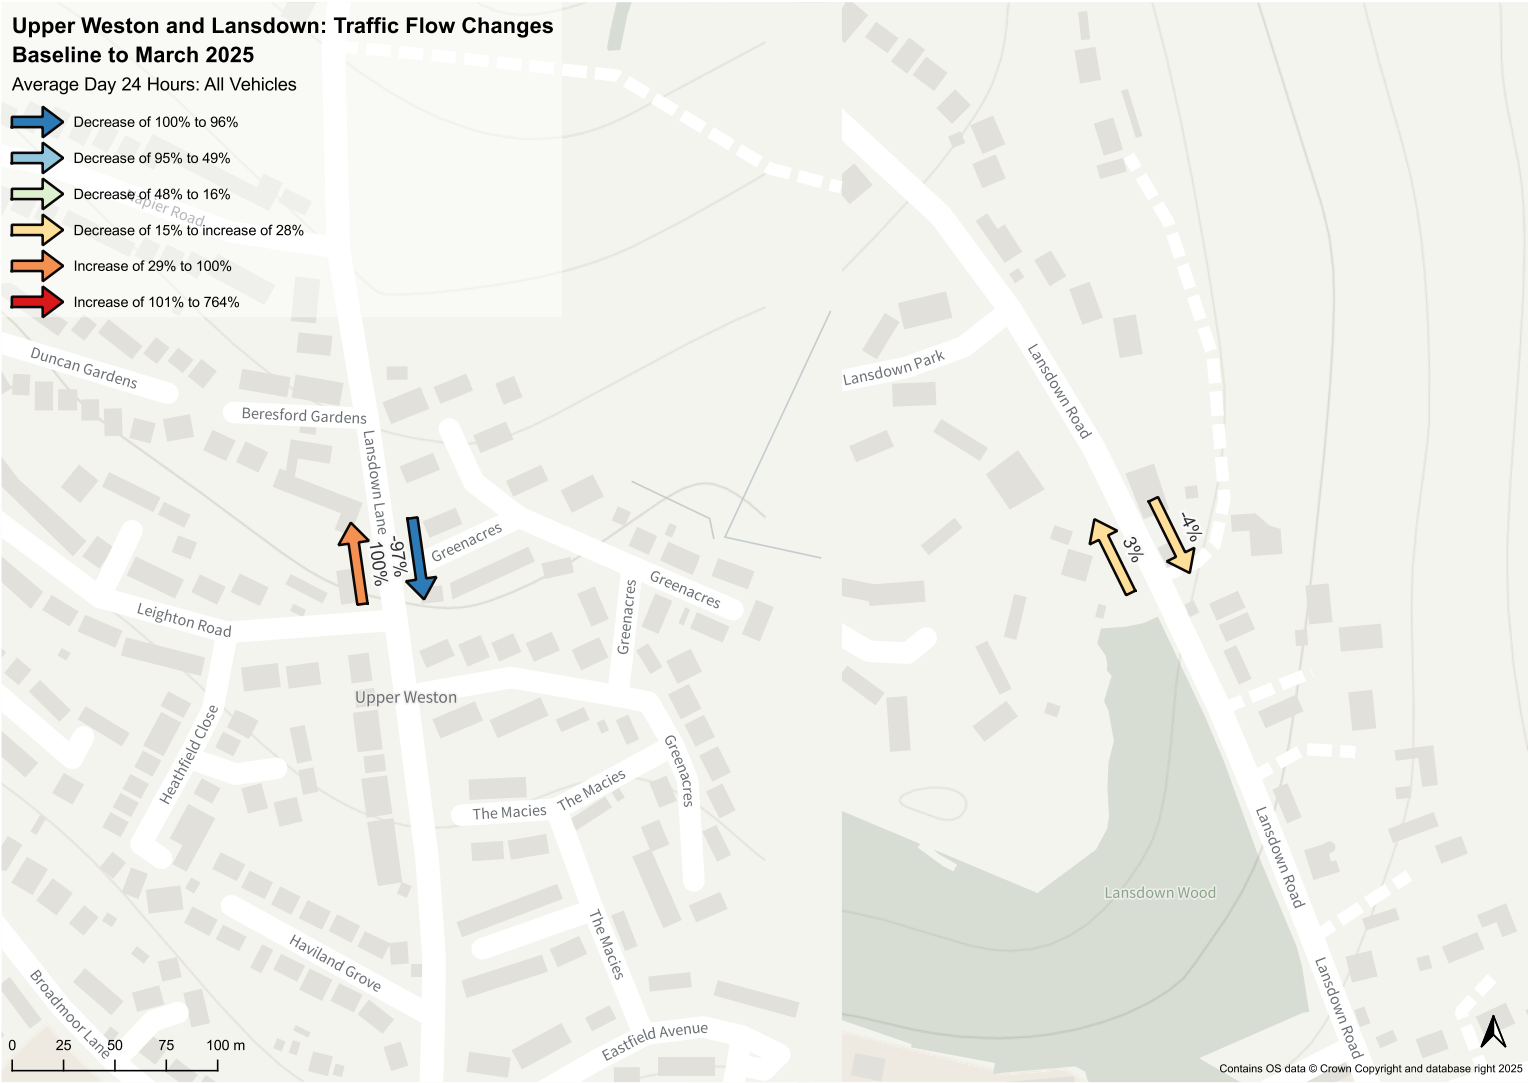 Upper Weston and Lansdown: Traffic Flow Changes
Baseline to March 2025
Average Day 24 Hours: All Vehicles
Decrease of 100% to 96%
Decrease of 95% to 49%
Decrease of 48% to 16%
Decrease of 15% to increase of 28%
Increase of 29% to 100%
Increase of 101% to 764%
Napier Road
Duncan Gardens
Beresford Gardens
Lansdown Lane
Lansdown Park
Lansdown Road
-97%
100%
Greenacres
-4%
3%
Greenacres
Greenacres
Leighton Road
Upper Weston
Heathfield Close
Greenacres
The Macies
The Macies
Lansdown Road
Lansdown Wood
The Macies
Haviland Grove
Lansdown Road
Broadmoor Lane
Eastfield Avenue
0 25 50 75 100 m
Contains OS data © Crown Copyright and database right 2025